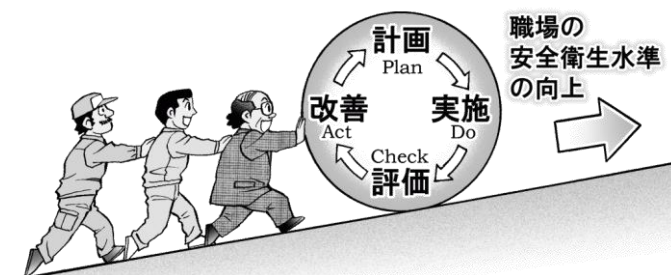 計画
Plan
実施
Do
Check
評価
改善
Act
職場の
安全衛生水準
の向上